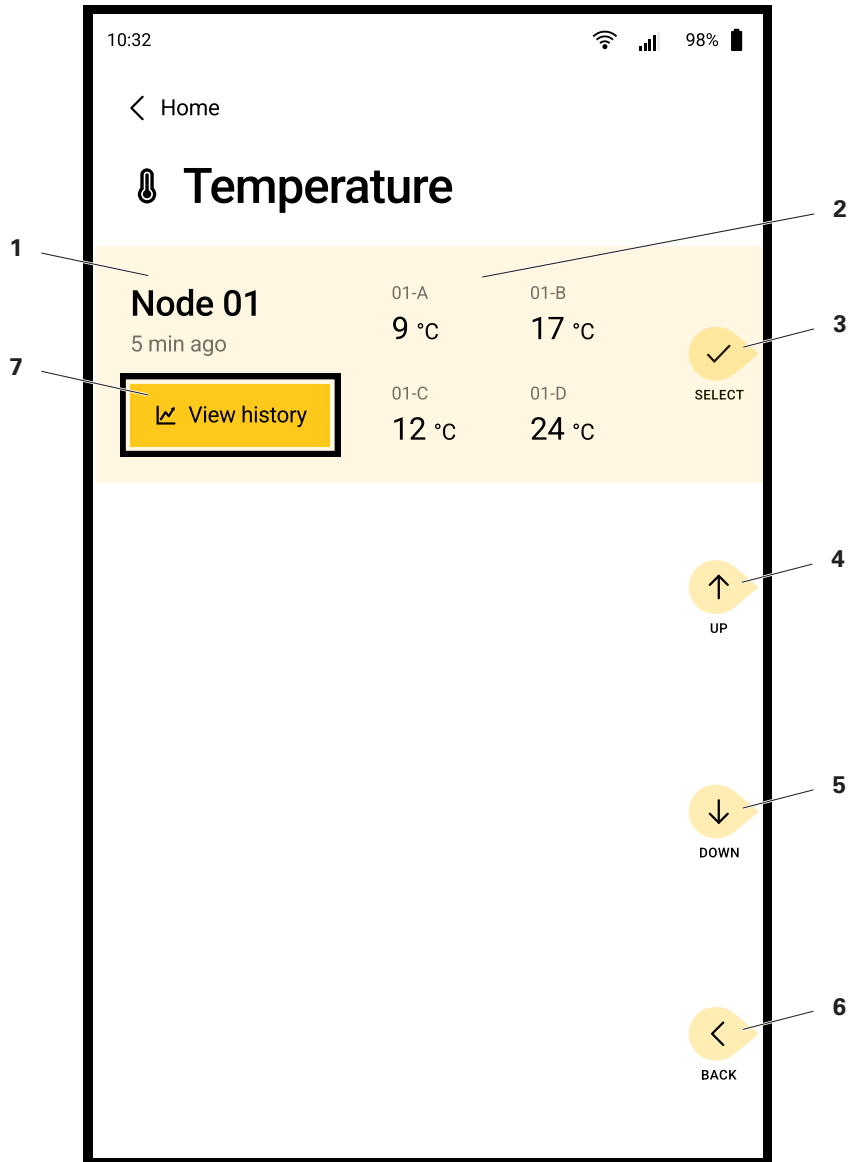 10:32 98%
Home
Temperature
2
1
Node 01
5 min ago
01-A 01-B
9 °C 17 °C
3
SELECT
7
View history
01-C 01-D
12 °C 24 °C
4
UP
5
DOWN
6
BACK